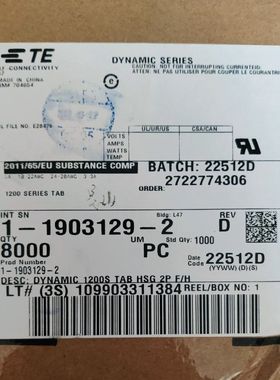 TE
CONNECTIVITY
DYNAMIC SERIES
MADE IN CHINA
CAUTION: NOT FOR INTERRUPTING CURRENT:
ATTENTION: NE PAS UTILISER POUR COUPER LE COURANT
e
UL/UR/US CSA/CAN
VOLTS
AMPS
WATTS
TEMP
2011/65/EU SUBSTANCE COMP
BATCH: 22512D
2722774306
1200 SERIES TAB
INT SN
Bldg: L47
REV
1-1903129-2
D
QTY
UM
Std Qty: 1000
8000
PC
22512D
Prod
Code
(YYWW) (D) (S)
1-1903129-2
DESC: DYNAMIC 1200S TAB HSG 2P F/H
LT# (3S) 109903311384
REEL/BOX NO: 1